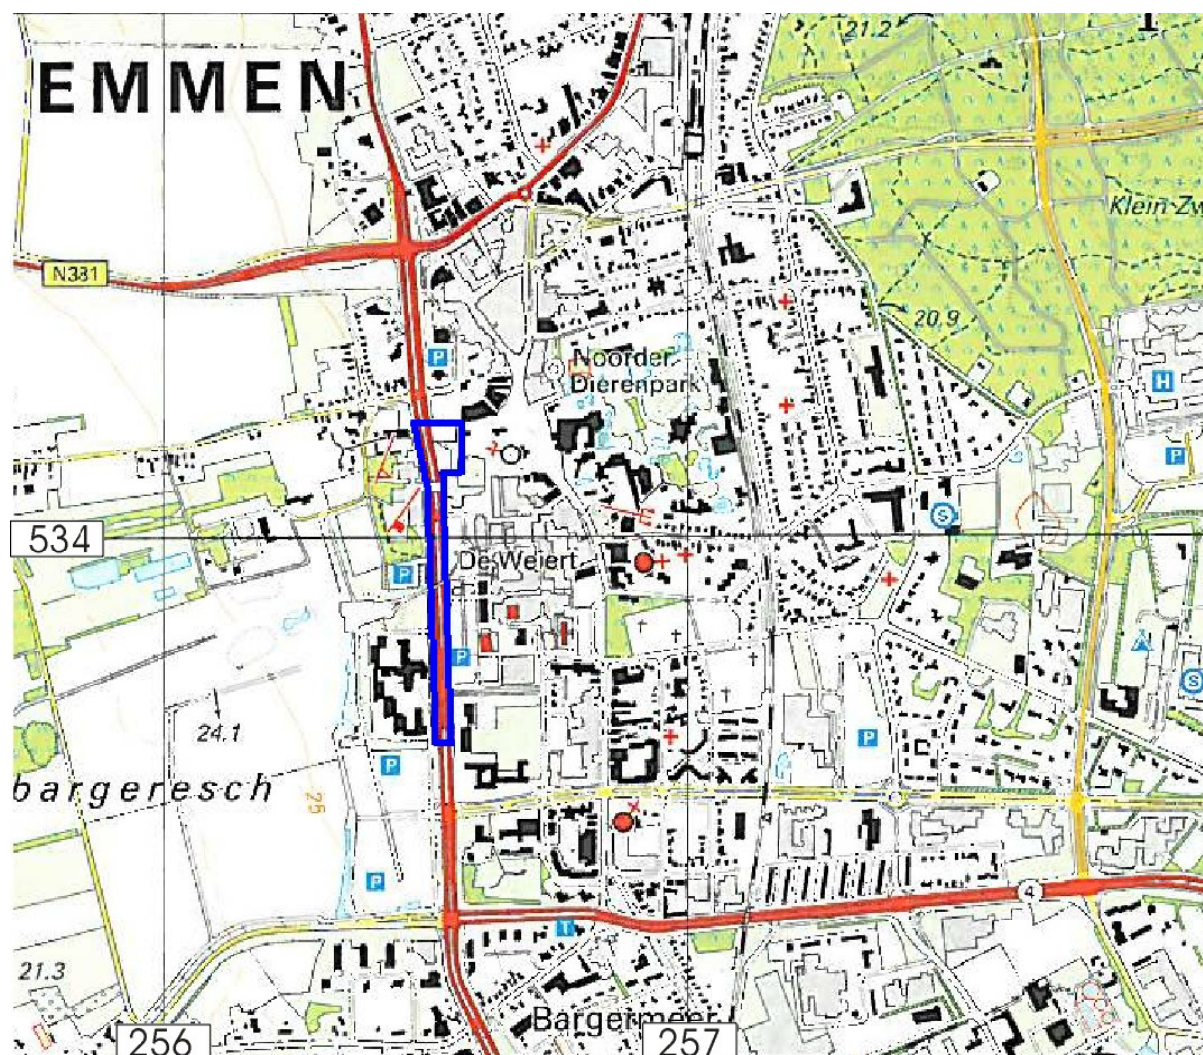 21.2
EMMEN
Klein Zw
N381
20.9
P
Noorder
Dierenpark
H
P
S
534
De Weiert
P
P
S
24.1
P
P
bargeresch
25
P
4
T
21.3
Bargermeer
256
257